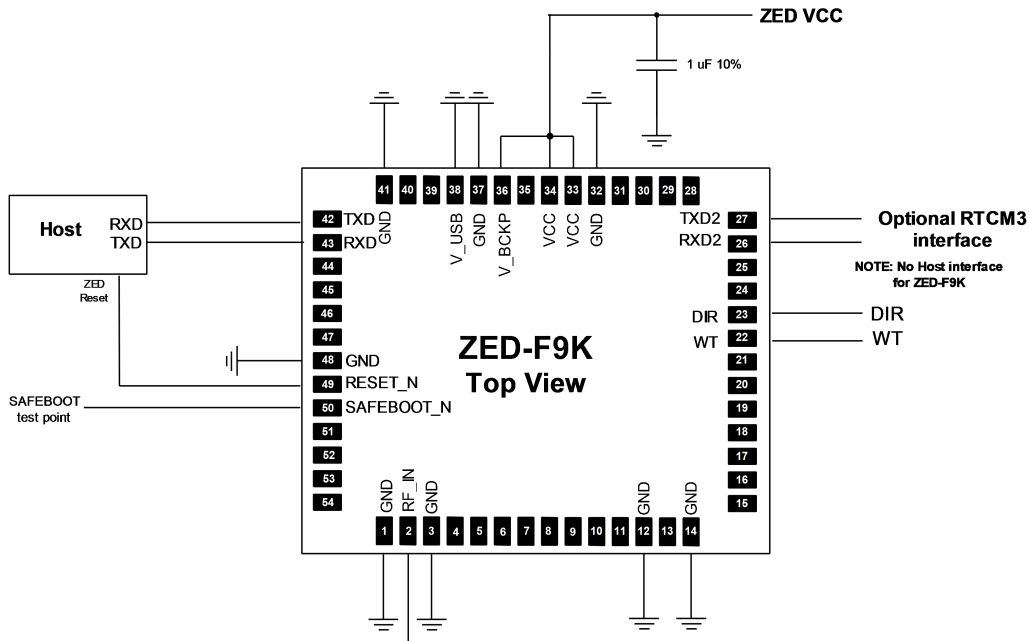 ZED VCC
1 uF 10%
41 40 39 38 37 36 35 34 33 32 31 30 29 28
GND
V_USB
GND
V_BCKP
VCC
VCC
GND
Host
RXD
TXD
ZED
Reset
SAFEBOOT
test point
42 TXD
43 RXD
44
45
46
47
48 GND
49 RESET_N
50 SAFEBOOT_N
51
52
53
54
ZED-F9K
Top View
TXD2 27
RXD2 26
25
24
DIR 23
WT 22
21
20
19
18
17
16
15
Optional RTCM3
interface
NOTE: No Host interface
for ZED-F9K
DIR
WT
GND
RF_IN
GND
GND
GND
1 2 3 4 5 6 7 8 9 10 11 12 13 14